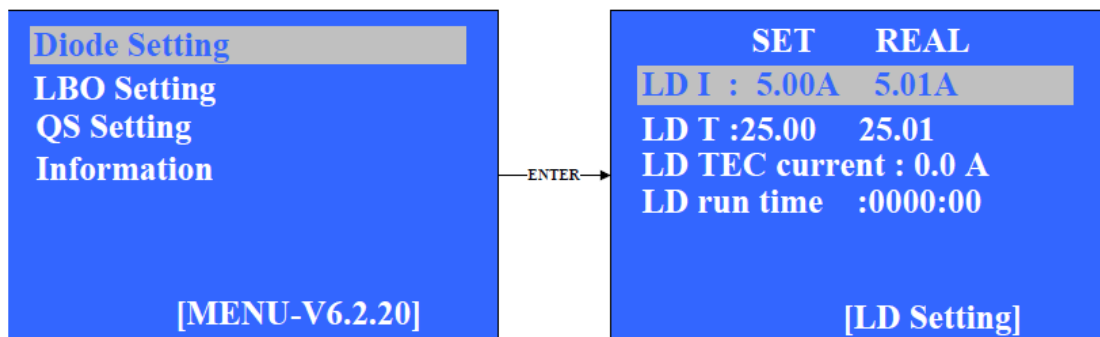 Diode Setting
LBO Setting
QS Setting
Information
[MENU-V6.2.20]
ENTER
SET REAL
LD I : 5.00A 5.01A
LD T :25.00 25.01
LD TEC current : 0.0 A
LD run time :0000:00
[LD Setting]